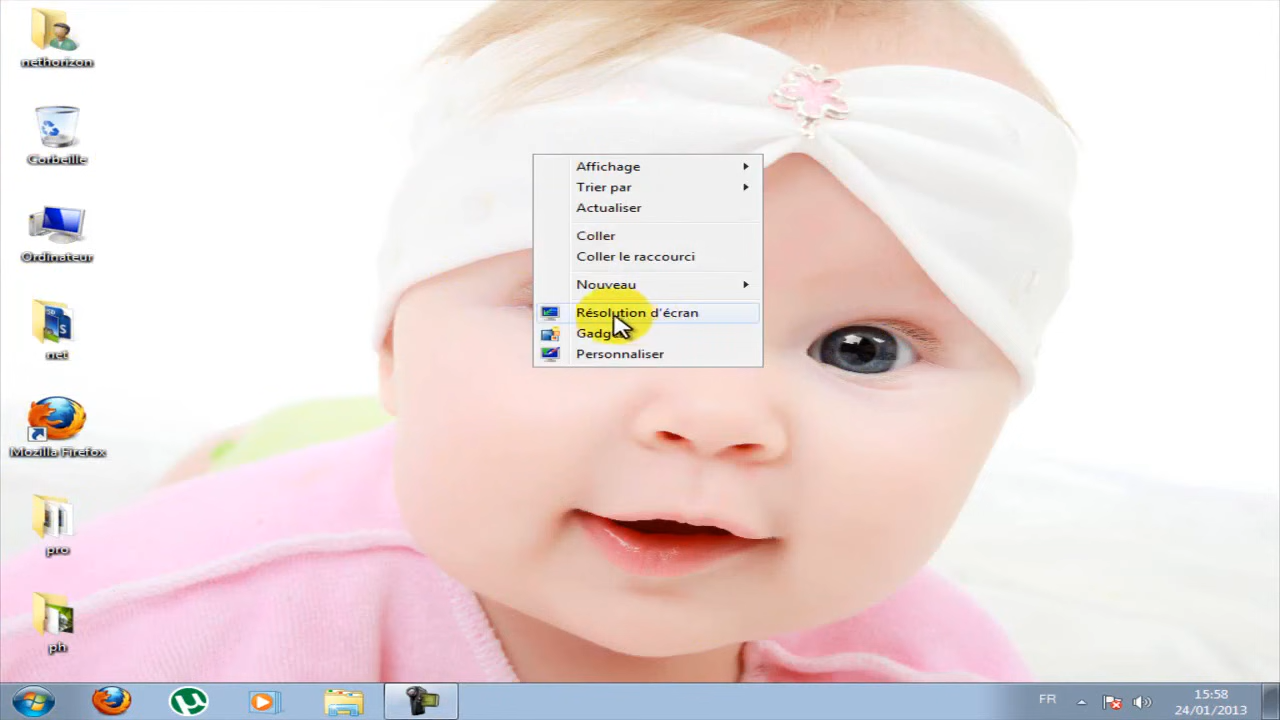 nethorizon
Corbeille
Ordinateur
net
Mozilla Firefox
pro
ph
Affichage
Trier par
Actualiser
Coller
Coller le raccourci
Nouveau
Résolution d'écran
Personnaliser
FR
15:58
24/01/2013